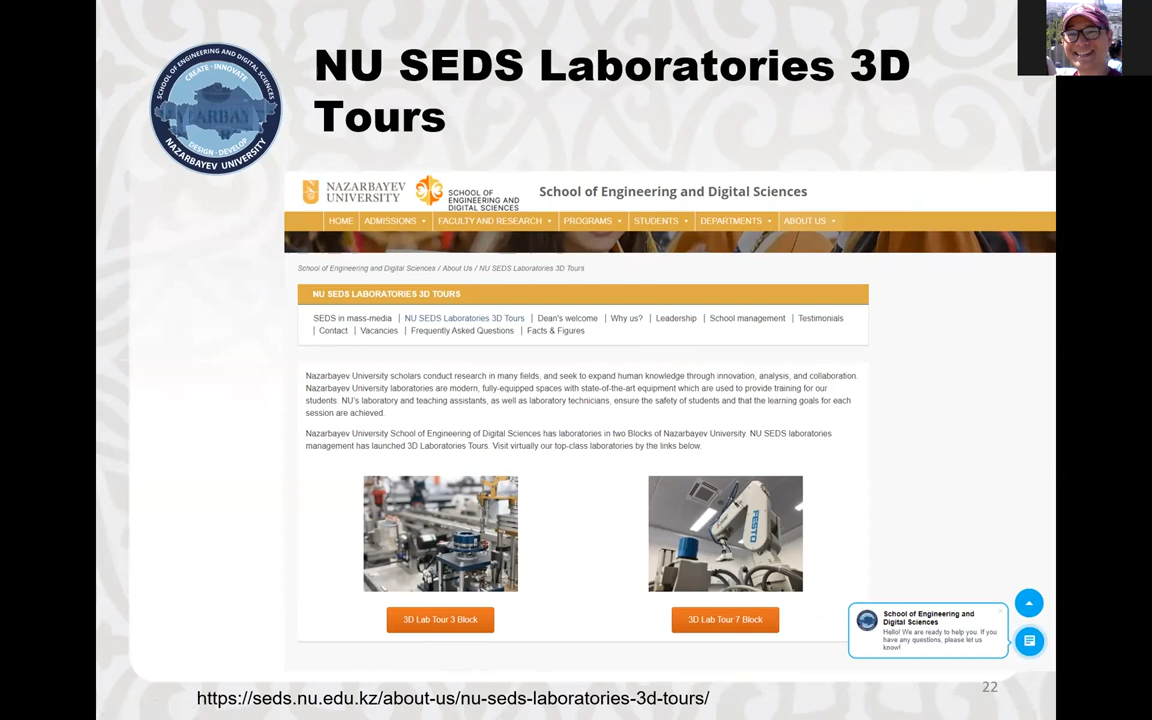 NU SEDS Laboratories 3D
Tours
SCHOOL OF ENGINEERING AND DIGITAL SCIENCES
CREATE · INNOVATE
DESIGN · DEVELOP
NAZARBAYEV UNIVERSITY
NAZARBAYEV
UNIVERSITY
SCHOOL OF
ENGINEERING AND
DIGITAL SCIENCES
School of Engineering and Digital Sciences
HOME ADMISSIONS FACULTY AND RESEARCH PROGRAMS STUDENTS DEPARTMENTS ABOUT US
School of Engineering and Digital Sciences / About Us / NU SEDS Laboratories 3D Tours
NU SEDS LABORATORIES 3D TOURS
SEDS in mass-media | NU SEDS Laboratories 3D Tours | Dean's welcome | Why us? | Leadership | School management | Testimonials
| Contact | Vacancies | Frequently Asked Questions | Facts & Figures
Nazarbayev University scholars conduct research in many fields, and seek to expand human knowledge through innovation, analysis, and collaboration.
Nazarbayev University laboratories are modern, fully-equipped spaces with state-of-the-art equipment which are used to provide training for our
students. NU's laboratory and teaching assistants, as well as laboratory technicians, ensure the safety of students and that the learning goals for each
session are achieved.
Nazarbayev University School of Engineering of Digital Sciences has laboratories in two Blocks of Nazarbayev University. NU SEDS laboratories
management has launched 3D Laboratories Tours. Visit virtually our top-class laboratories by the links below.
FESTO
3D Lab Tour 3 Block
3D Lab Tour 7 Block
School of Engineering and
Digital Sciences
Hello! We are ready to help you. If you
have any questions, please let us
know!
22
https://seds.nu.edu.kz/about-us/nu-seds-laboratories-3d-tours/